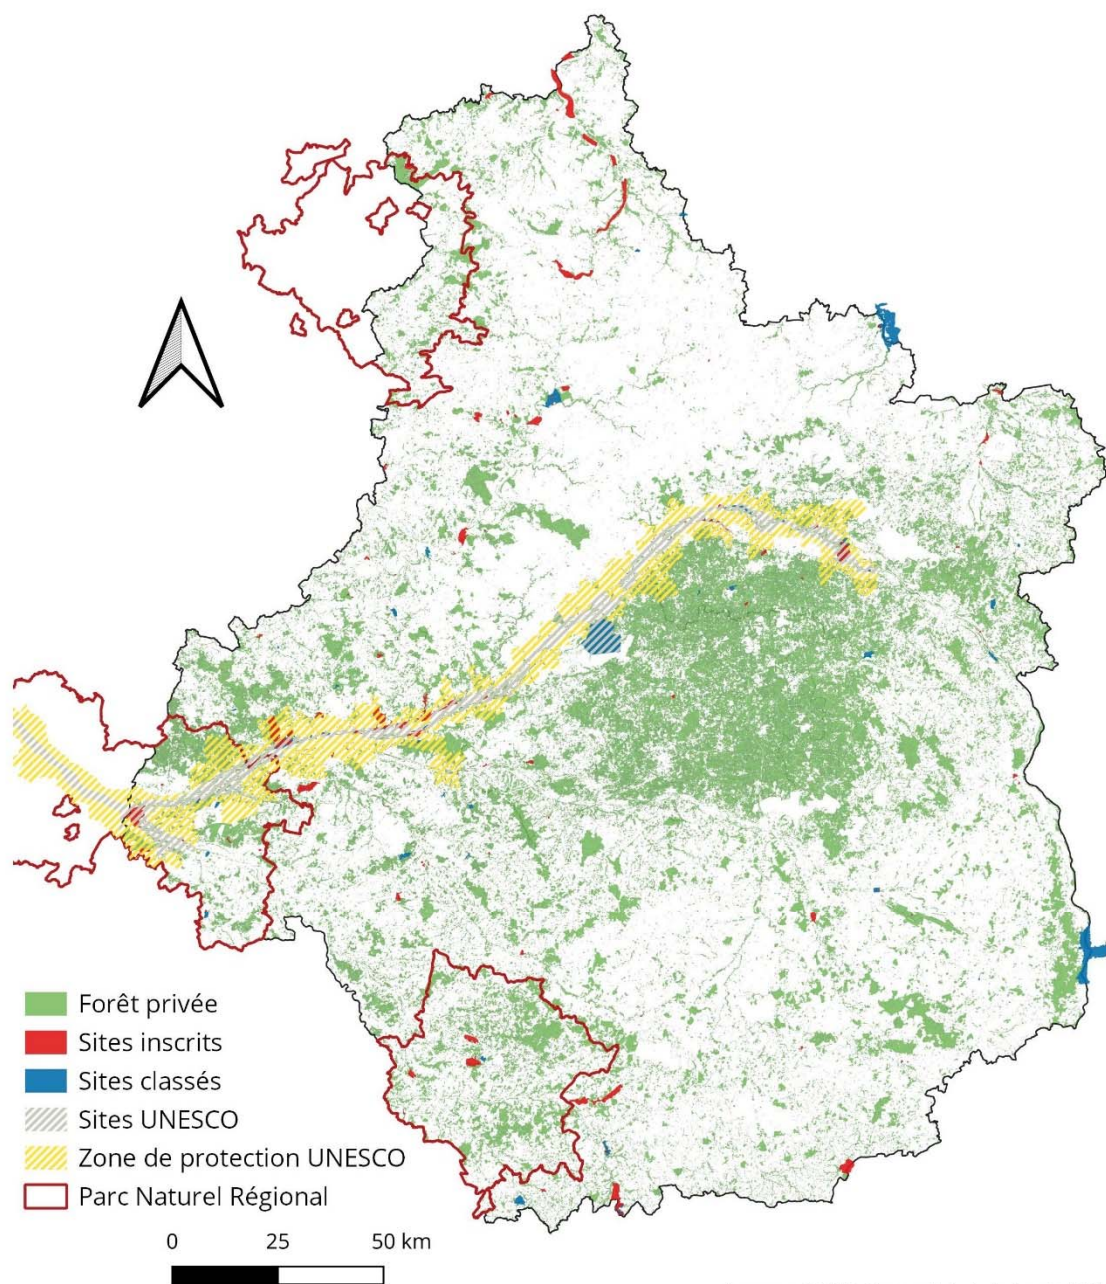 Forêt privée
Sites inscrits
Sites classés
Sites UNESCO
Zone de protection UNESCO
Parc Naturel Régional
0 25 50 km